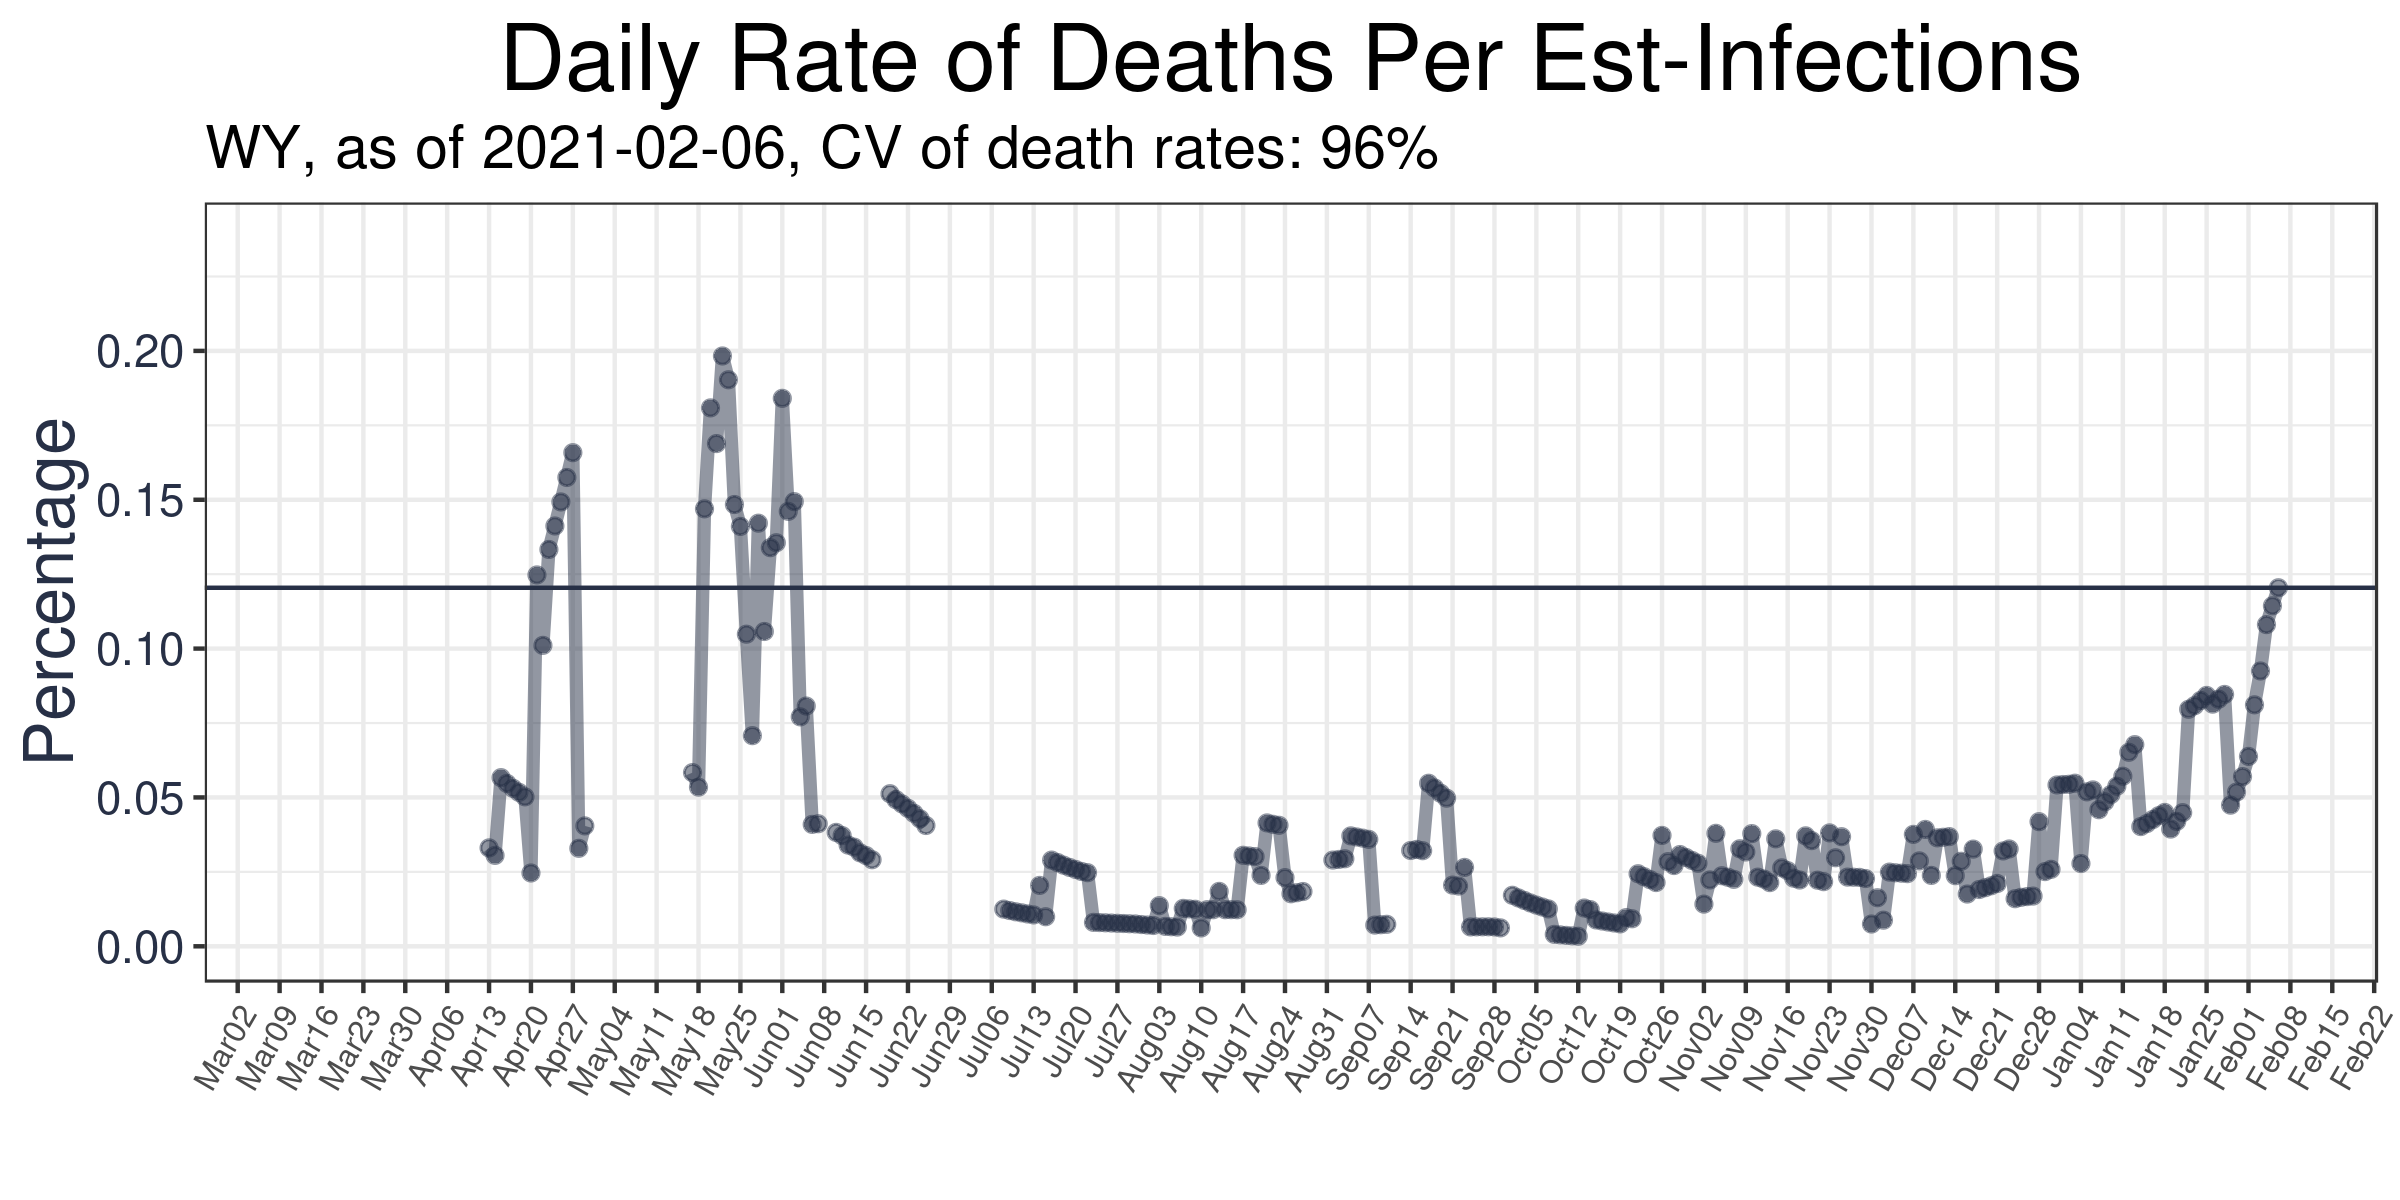 Daily Rate of Deaths Per Est-Infections
WY, as of 2021-02-06, CV of death rates: 96%
Percentage
0.20
0.15
0.10
0.05
0.00
Mar02 Mar09 Mar16 Mar23 Mar30 Apr06 Apr13 Apr20 Apr27 May04 May11 May18 May25 Jun01 Jun08 Jun15 Jun22 Jun29 Jul06 Jul13 Jul20 Jul27 Aug03 Aug10 Aug17 Aug24 Aug31 Sep07 Sep14 Sep21 Sep28 Oct05 Oct12 Oct19 Oct26 Nov02 Nov09 Nov16 Nov23 Nov30 Dec07 Dec14 Dec21 Dec28 Jan04 Jan11 Jan18 Jan25 Feb01 Feb08 Feb15 Feb22